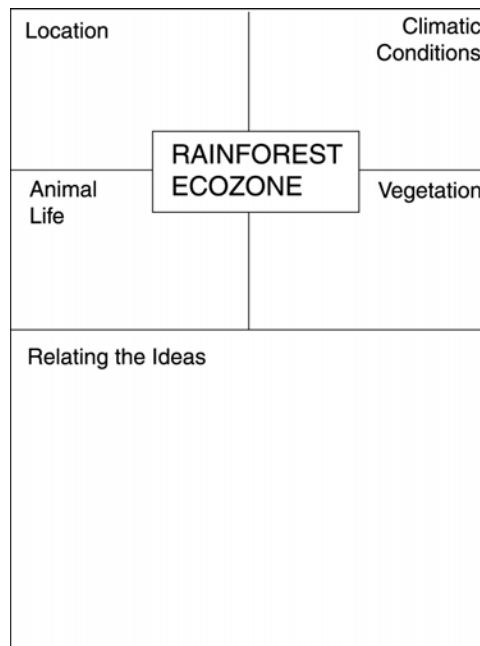 Location
Climatic
Conditions
RAINFOREST
ECOZONE
Animal
Life
Vegetation
Relating the Ideas